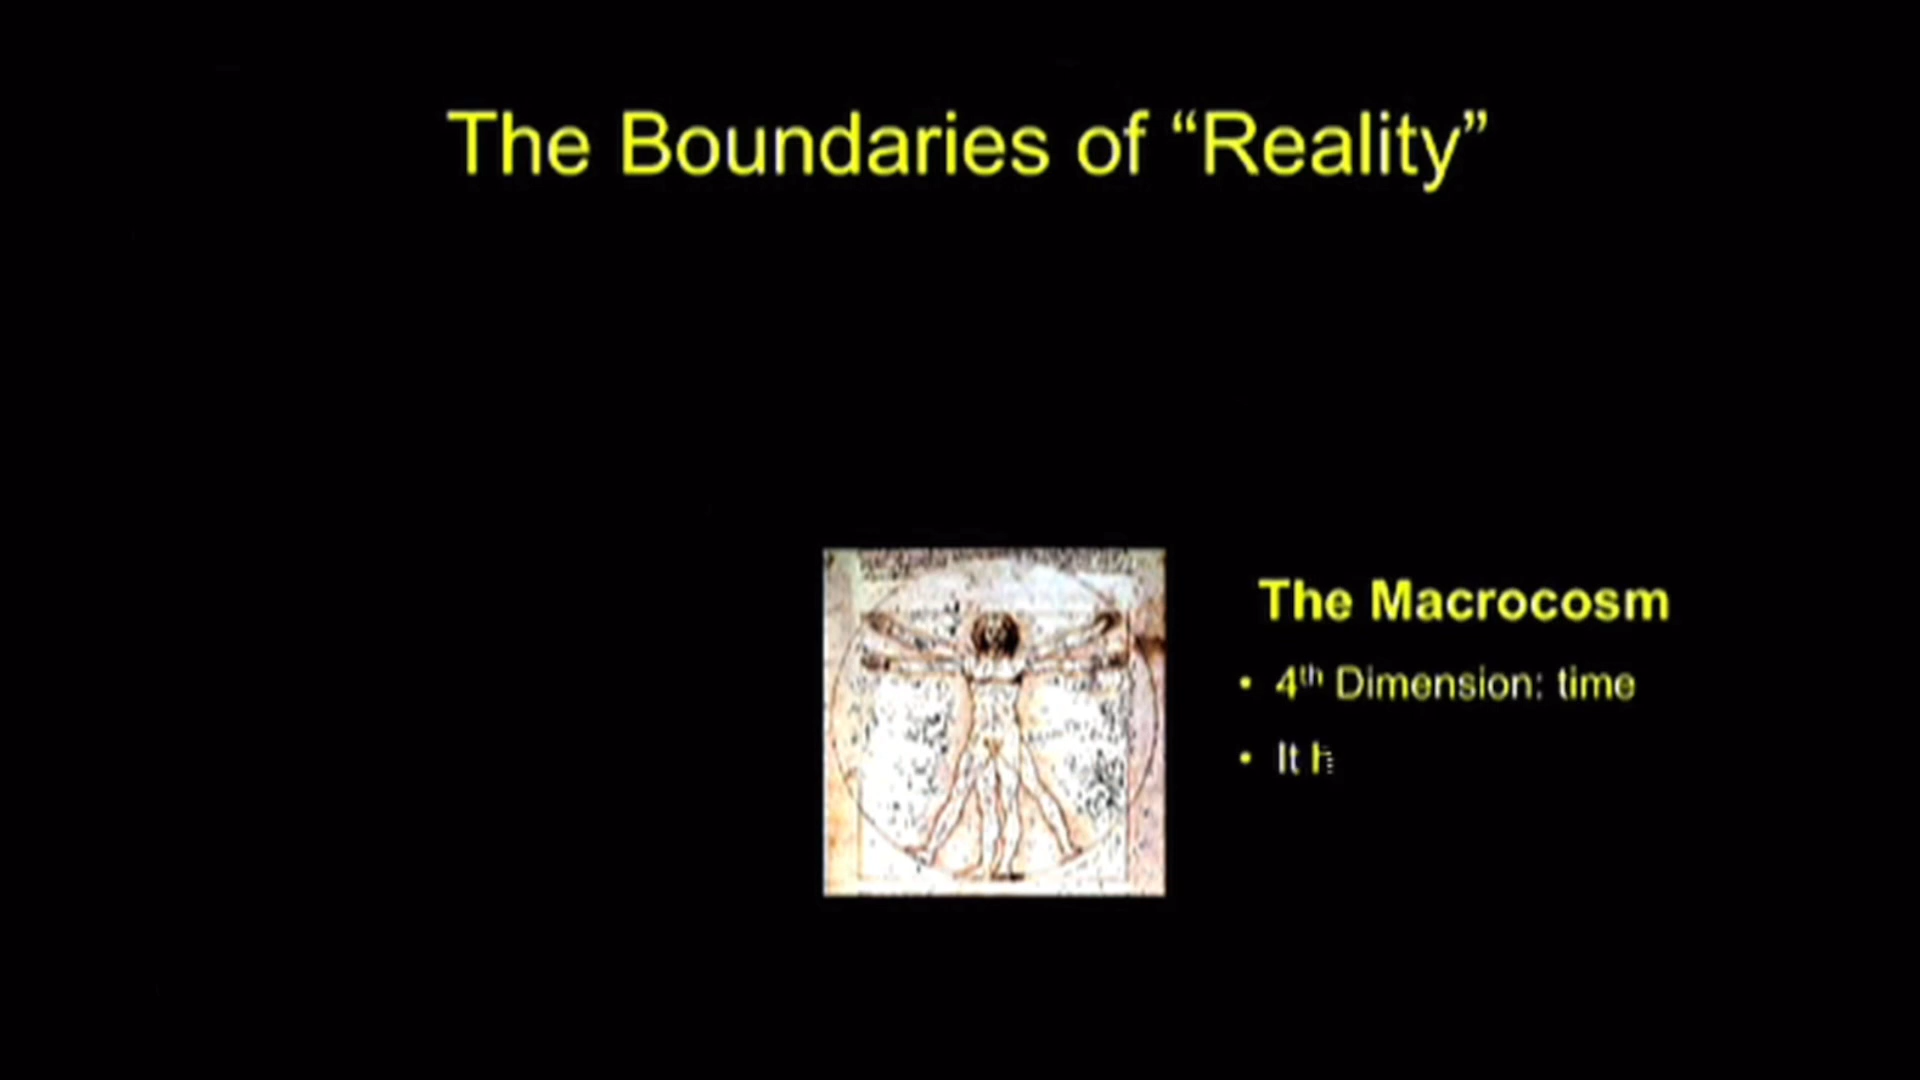 The Boundaries of “Reality”
The Macrocosm
• 4th Dimension: time
• It